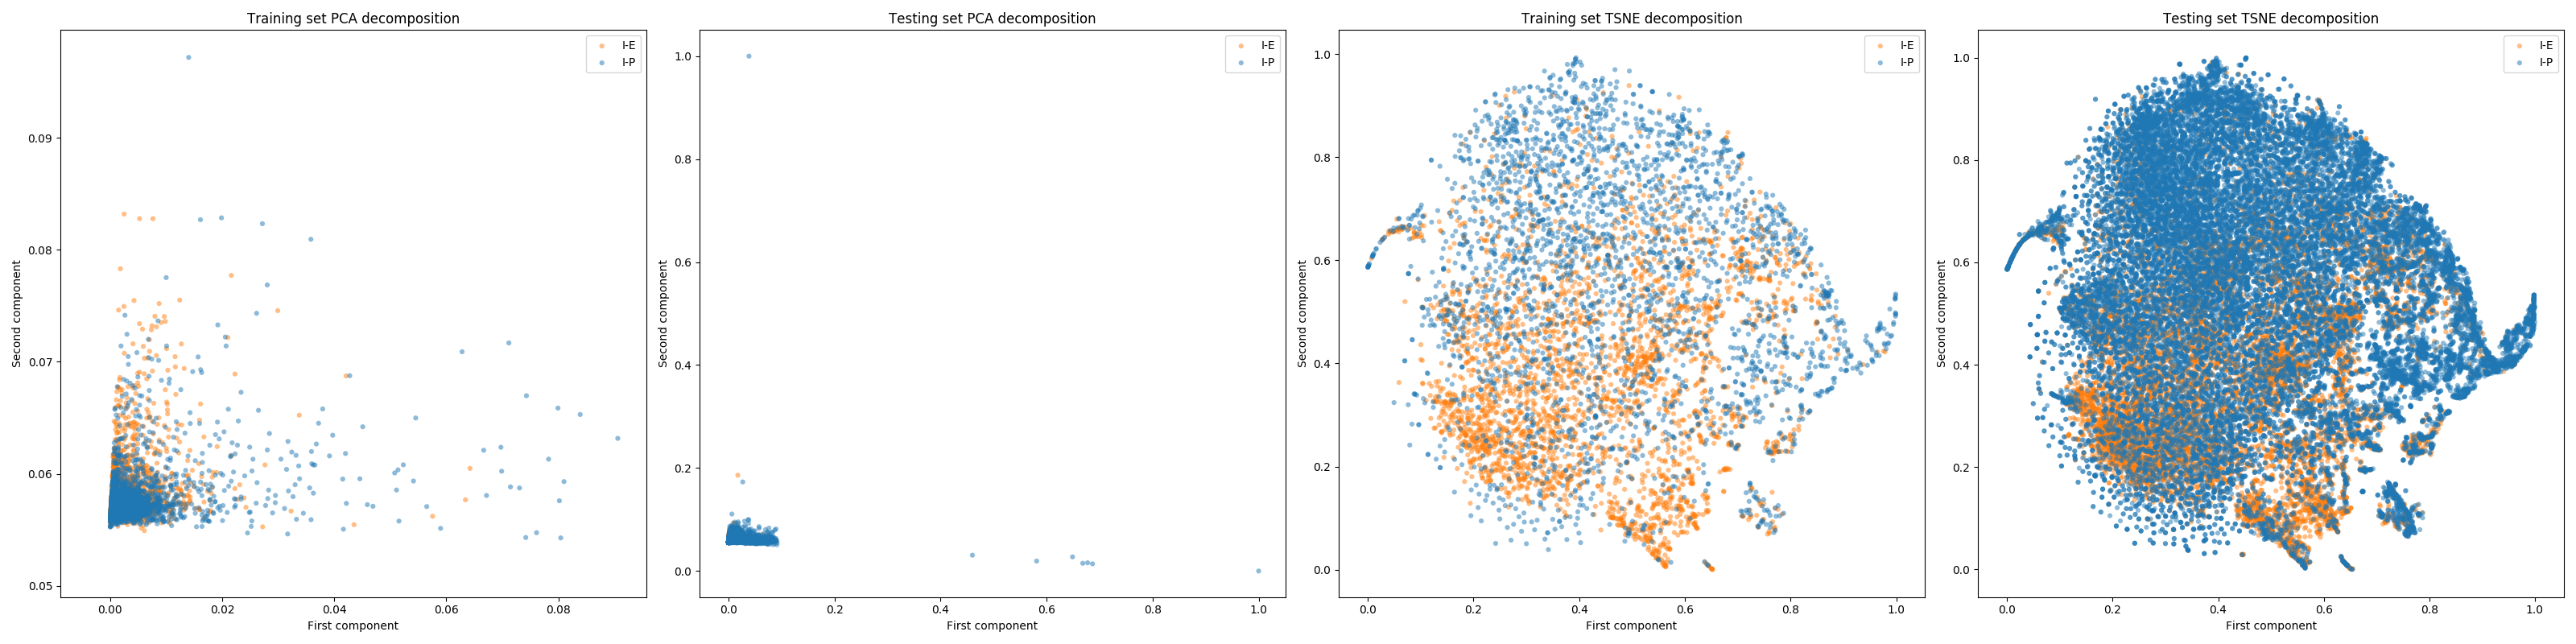 Training set PCA decomposition
I-E
I-P
0.09
0.08
0.07
0.06
0.05
Second component
0.00 0.02 0.04 0.06 0.08
First component
Testing set PCA decomposition
I-E
I-P
1.0
0.8
0.6
0.4
0.2
0.0
Second component
0.0 0.2 0.4 0.6 0.8 1.0
First component
Training set TSNE decomposition
I-E
I-P
1.0
0.8
0.6
0.4
0.2
0.0
Second component
0.0 0.2 0.4 0.6 0.8 1.0
First component
Testing set TSNE decomposition
I-E
I-P
1.0
0.8
0.6
0.4
0.2
0.0
Second component
0.0 0.2 0.4 0.6 0.8 1.0
First component